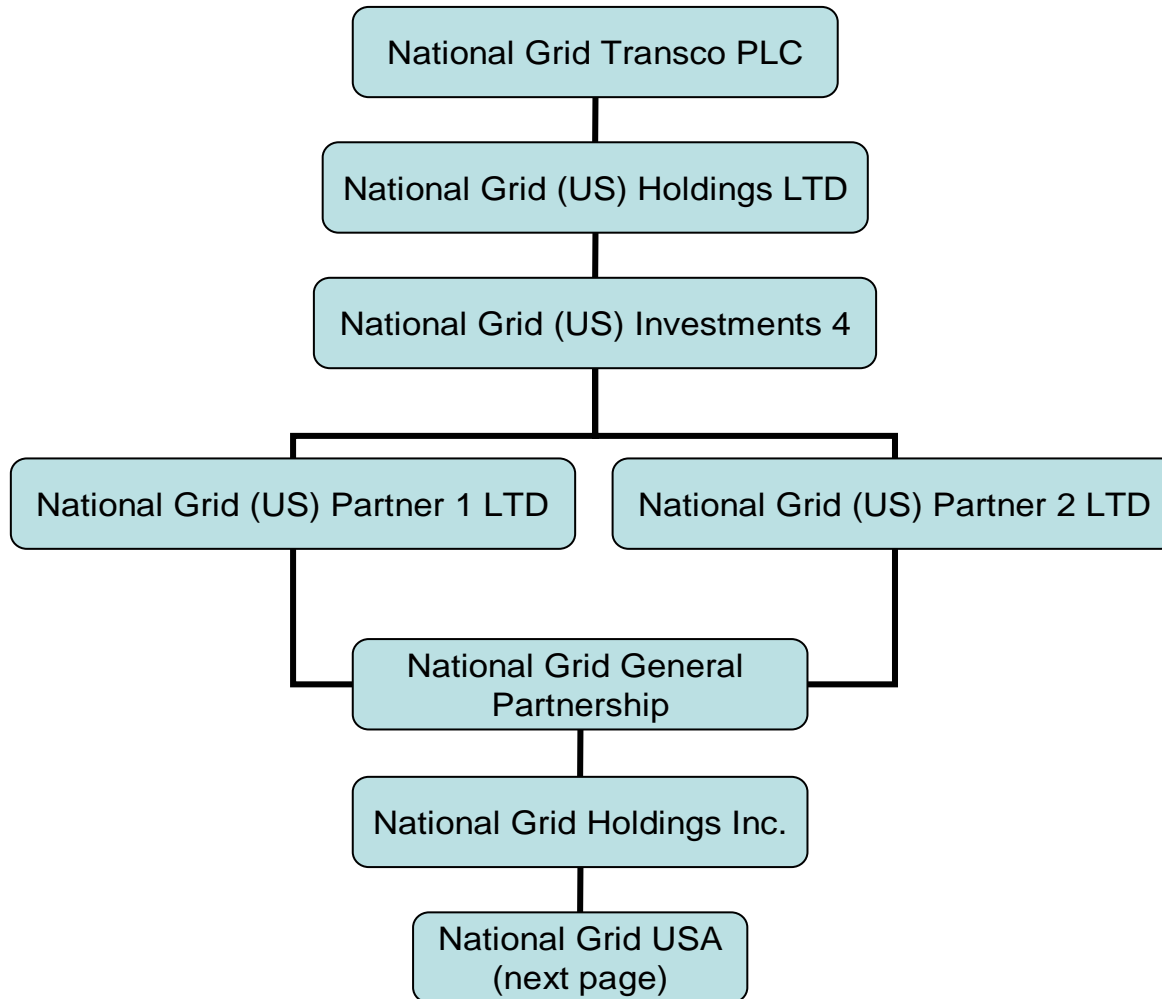 National Grid Transco PLC
National Grid (US) Holdings LTD
National Grid (US) Investments 4
National Grid (US) Partner 1 LTD
National Grid (US) Partner 2 LTD
National Grid General
Partnership
National Grid Holdings Inc.
National Grid USA
(next page)